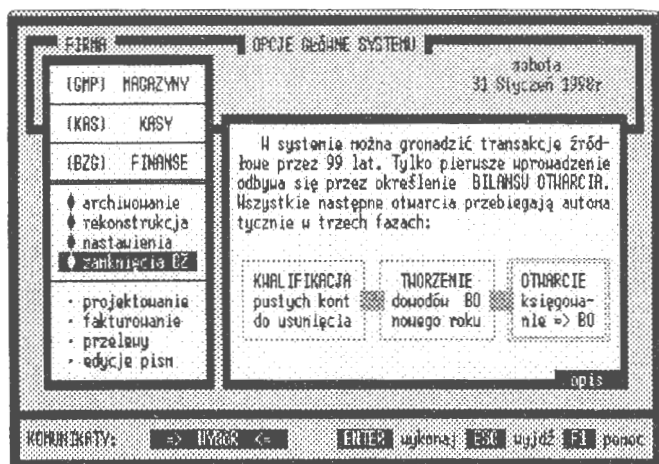 FIRMA
OPCJE GŁÓWNE SYSTEMU
sobota
31 Styczeń 1998r
(GMP) MAGAZYNY
(KAS) KASY
(BZG) FINANSE
archiwowanie
rekonstrukcja
nastawienia
zamknięcia BZ
· projektowanie
· fakturowanie
· przelewy
· edycje pism
W systemie można gromadzić transakcje źród-
łowe przez 99 lat. Tylko pierwsze wprowadzenie
odbywa się przez określenie BILANSU OTWARCIA.
Wszystkie następne otwarcia przebiegają automa
tycznie w trzech fazach:
KWALIFIKACJA
pustych kont
do usunięcia
TWORZENIE
dowodów BO
nowego roku
OTWARCIE
księgowa-
nie => BO
opis
KOMUNIKATY: => WYBÓR <= ENTER wykonaj ESC wyjdź F1 pomoc